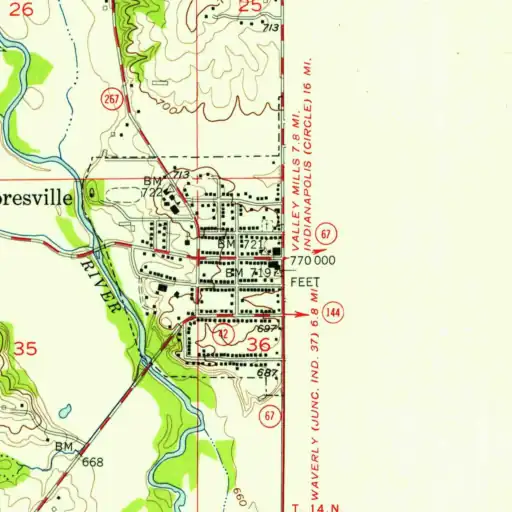 26
25
713
267
VALLEY MILLS 7.8 MI.
INDIANAPOLIS (CIRCLE) 16 MI.
713
BM
722
oresville
67
BM 721
770 000
FEET
BM 719
RIVER
144
42
697
35
36
687
67
WAVERLY (JUNC. IND. 37) 6.8 MI.
BM
668
660
T 14 N